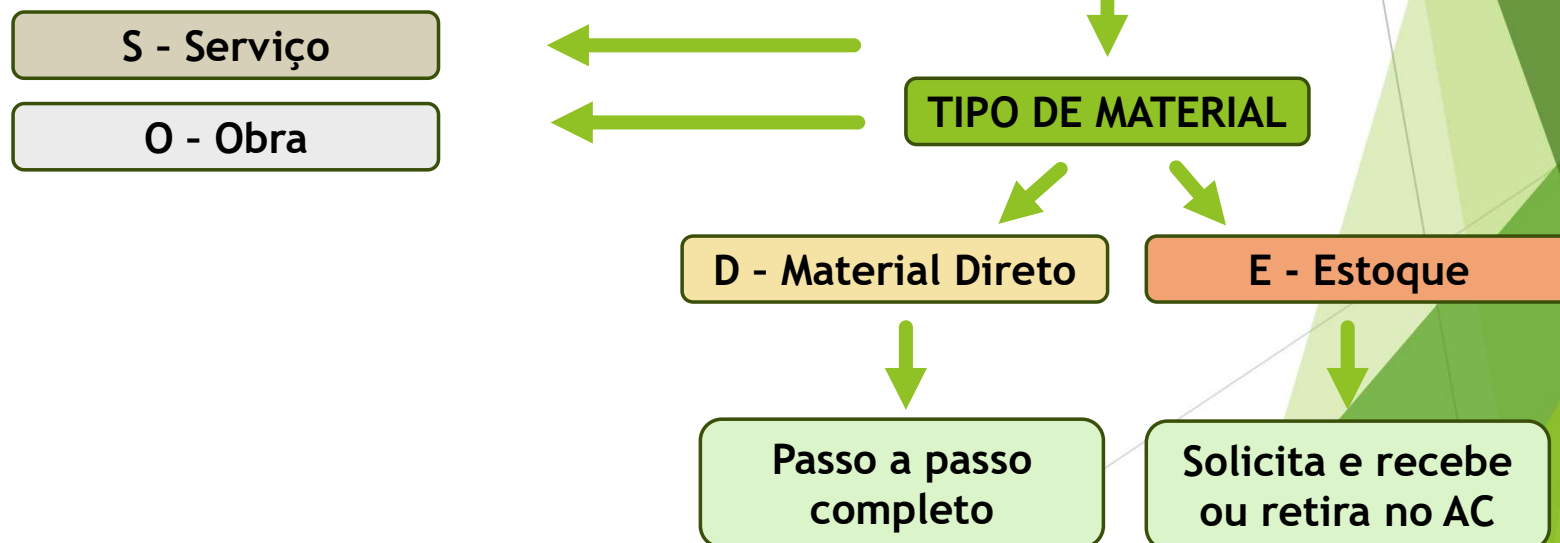 S – Serviço
O – Obra
TIPO DE MATERIAL
D – Material Direto
E - Estoque
Passo a passo
completo
Solicita e recebe
ou retira no AC